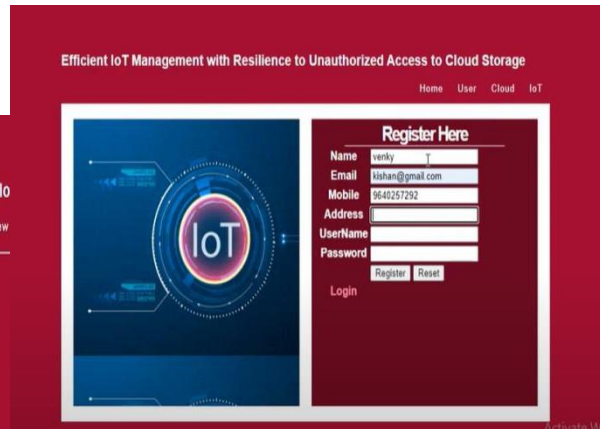 Efficient IoT Management with Resilience to Unauthorized Access to Cloud Storage
Home User Cloud IoT
IoT
Register Here
Name venky
Email kishan@gmail.com
Mobile 9640257292
Address
UserName
Password
Register Reset
Login
Activate W